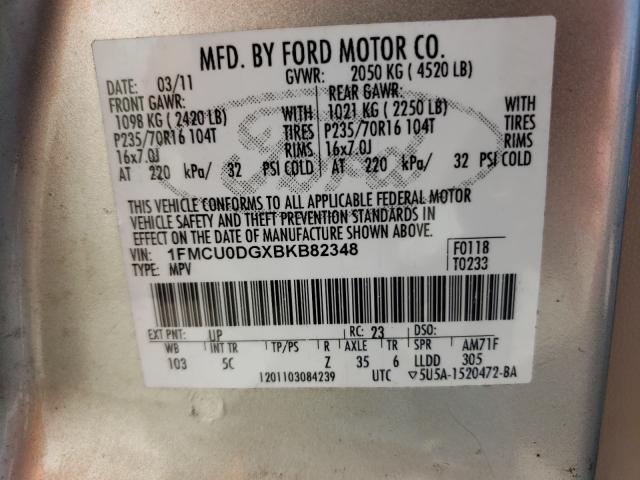 MFD. BY FORD MOTOR CO.
DATE: 03/11 GVWR: 2050 KG ( 4520 LB)
FRONT GAWR: REAR GAWR:
1098 KG ( 2420 LB) WITH 1021 KG ( 2250 LB) WITH
P235/70R16 104T TIRES P235/70R16 104T TIRES
16x7.0J RIMS 16x7.0J RIMS
AT 220 kPa/ 32 PSI COLD AT 220 kPa/ 32 PSI COLD
Ford
THIS VEHICLE CONFORMS TO ALL APPLICABLE FEDERAL MOTOR
VEHICLE SAFETY AND THEFT PREVENTION STANDARDS IN
EFFECT ON THE DATE OF MANUFACTURE SHOWN ABOVE.
VIN: 1FMCU0DGXBKB82348 F0118
TYPE: MPV T0233
EXT PNT: UP RC: 23 DSO:
WB INT TR TP/PS R AXLE TR SPR AM71F
103 5C Z 35 6 LLDD 305
1201103084239 UTC ▽5U5A-1520472-BA